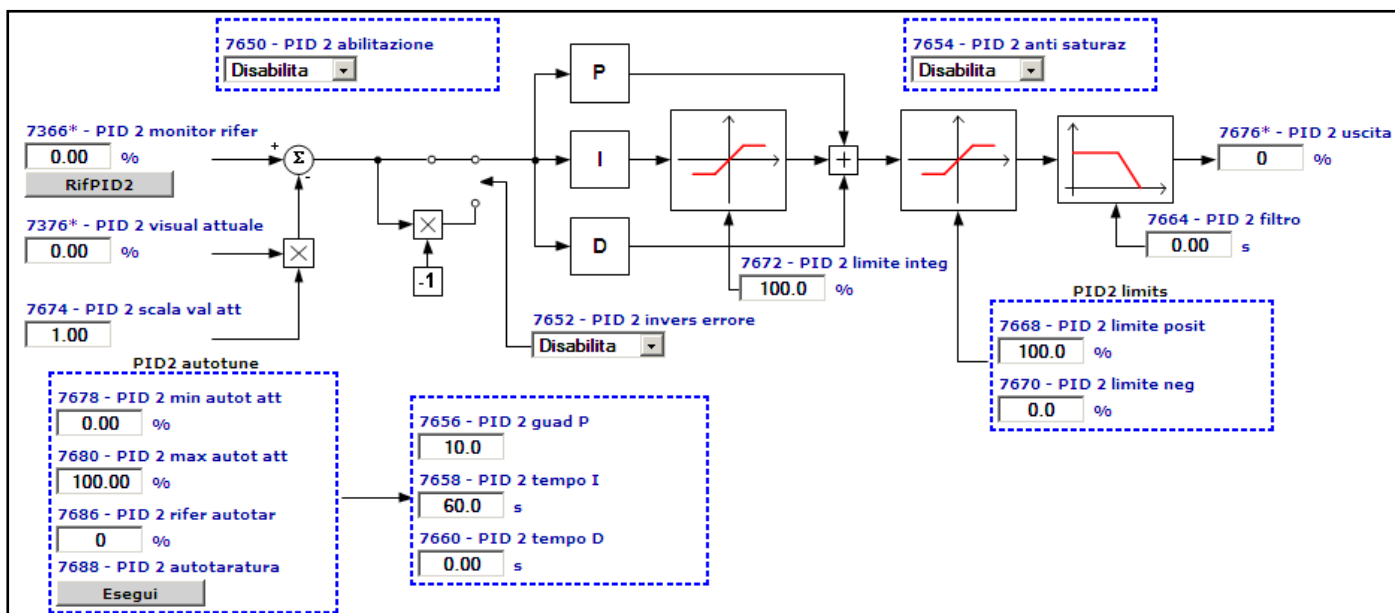 7650 - PID 2 abilitazione
Disabilita
7654 - PID 2 anti saturaz
Disabilita
P
7366* - PID 2 monitor rifer
0.00 %
RifPID2
+
Σ
-
I
+
7676* - PID 2 uscita
0 %
7376* - PID 2 visual attuale
0.00 %
×
×
-1
D
7664 - PID 2 filtro
0.00 s
7672 - PID 2 limite integ
100.0 %
7674 - PID 2 scala val att
1.00
7652 - PID 2 invers errore
Disabilita
PID2 limits
7668 - PID 2 limite posit
100.0 %
7670 - PID 2 limite neg
0.0 %
PID2 autotune
7678 - PID 2 min autot att
0.00 %
7680 - PID 2 max autot att
100.00 %
7686 - PID 2 rifer autotar
0 %
7688 - PID 2 autotaratura
Esegui
7656 - PID 2 guad P
10.0
7658 - PID 2 tempo I
60.0 s
7660 - PID 2 tempo D
0.00 s